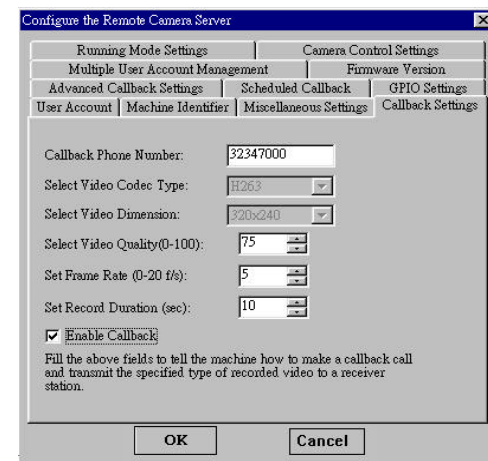 Configure the Remote Camera Server
Running Mode Settings
Camera Control Settings
Multiple User Account Management
Firmware Version
Advanced Callback Settings
Scheduled Callback
GPIO Settings
User Account
Machine Identifier
Miscellaneous Settings
Callback Settings
Callback Phone Number:
32347000
Select Video Codec Type:
H263
Select Video Dimension:
320x240
Select Video Quality(0-100):
75
Set Frame Rate (0-20 f/s):
5
Set Record Duration (sec):
10
Enable Callback
Fill the above fields to tell the machine how to make a callback call
and transmit the specified type of recorded video to a receiver
station.
OK
Cancel